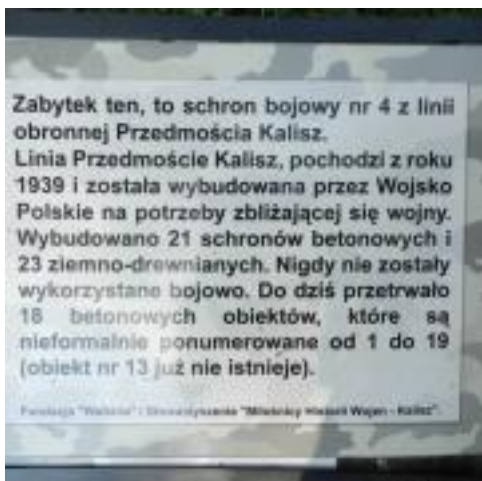 Zabytek ten, to schron bojowy nr 4 z linii
obronnej Przedmościa Kalisz.
Linia Przedmoście Kalisz, pochodzi z roku
1939 i została wybudowana przez Wojsko
Polskie na potrzeby zbliżającej się wojny.
Wybudowano 21 schronów betonowych i
23 ziemno-drewnianych. Nigdy nie zostały
wykorzystane bojowo. Do dziś przetrwało
18 betonowych obiektów, które są
nieformalnie ponumerowane od 1 do 19
(obiekt nr 13 już nie istnieje).
Fundacja i Stowarzyszenie "Miłośnicy Historii Wojen - Kalisz".